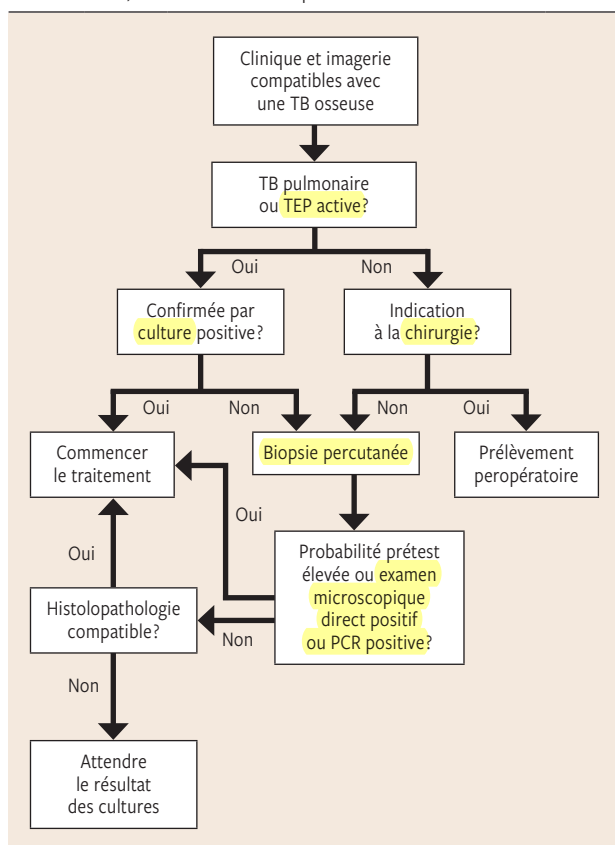 Clinique et imagerie
compatibles avec
une TB osseuse
TB pulmonaire
ou TEP active?
Oui
Non
Confirmée par
culture positive?
Indication
à la chirurgie?
Oui
Non
Non
Oui
Commencer
le traitement
Biopsie percutanée
Prélèvement
peropératoire
Oui
Probabilité prétest
élevée ou examen
microscopique
direct positif
ou PCR positive?
Oui
Histolopathologie
compatible?
Non
Non
Attendre
le résultat
des cultures